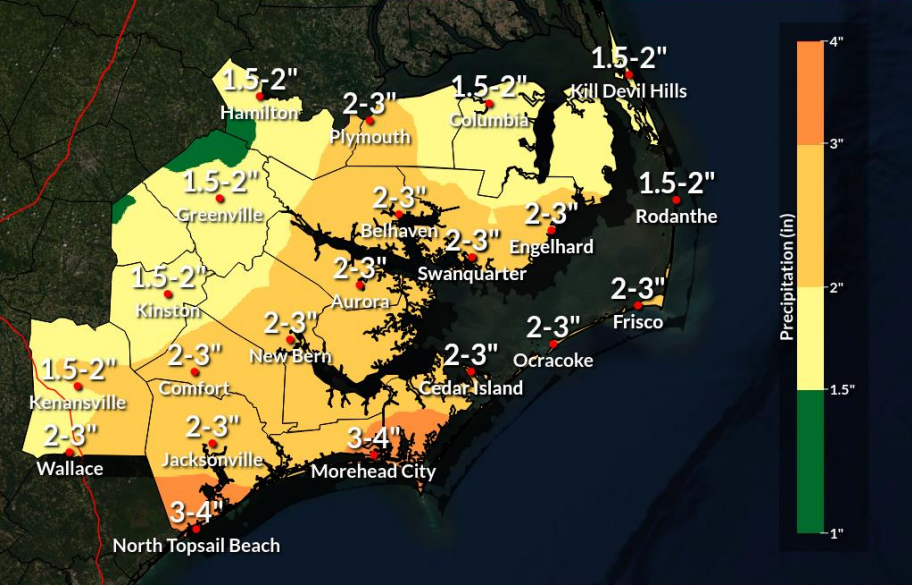 1.5-2"
Kill Devil Hills
1.5-2"
Hamilton
2-3"
Plymouth
1.5-2"
Columbia
1.5-2"
Greenville
2-3"
Belhaven
2-3"
Engelhard
1.5-2"
Rodanthe
2-3"
Swanquarter
2-3"
Aurora
1.5-2"
Kinston
2-3"
Frisco
2-3"
New Bern
2-3"
Ocracoke
2-3"
Comfort
2-3"
Cedar Island
1.5-2"
Kenansville
2-3"
Wallace
2-3"
Jacksonville
3-4"
Morehead City
3-4"
North Topsail Beach
Precipitation (in)
4"
3"
2"
1.5"
1"